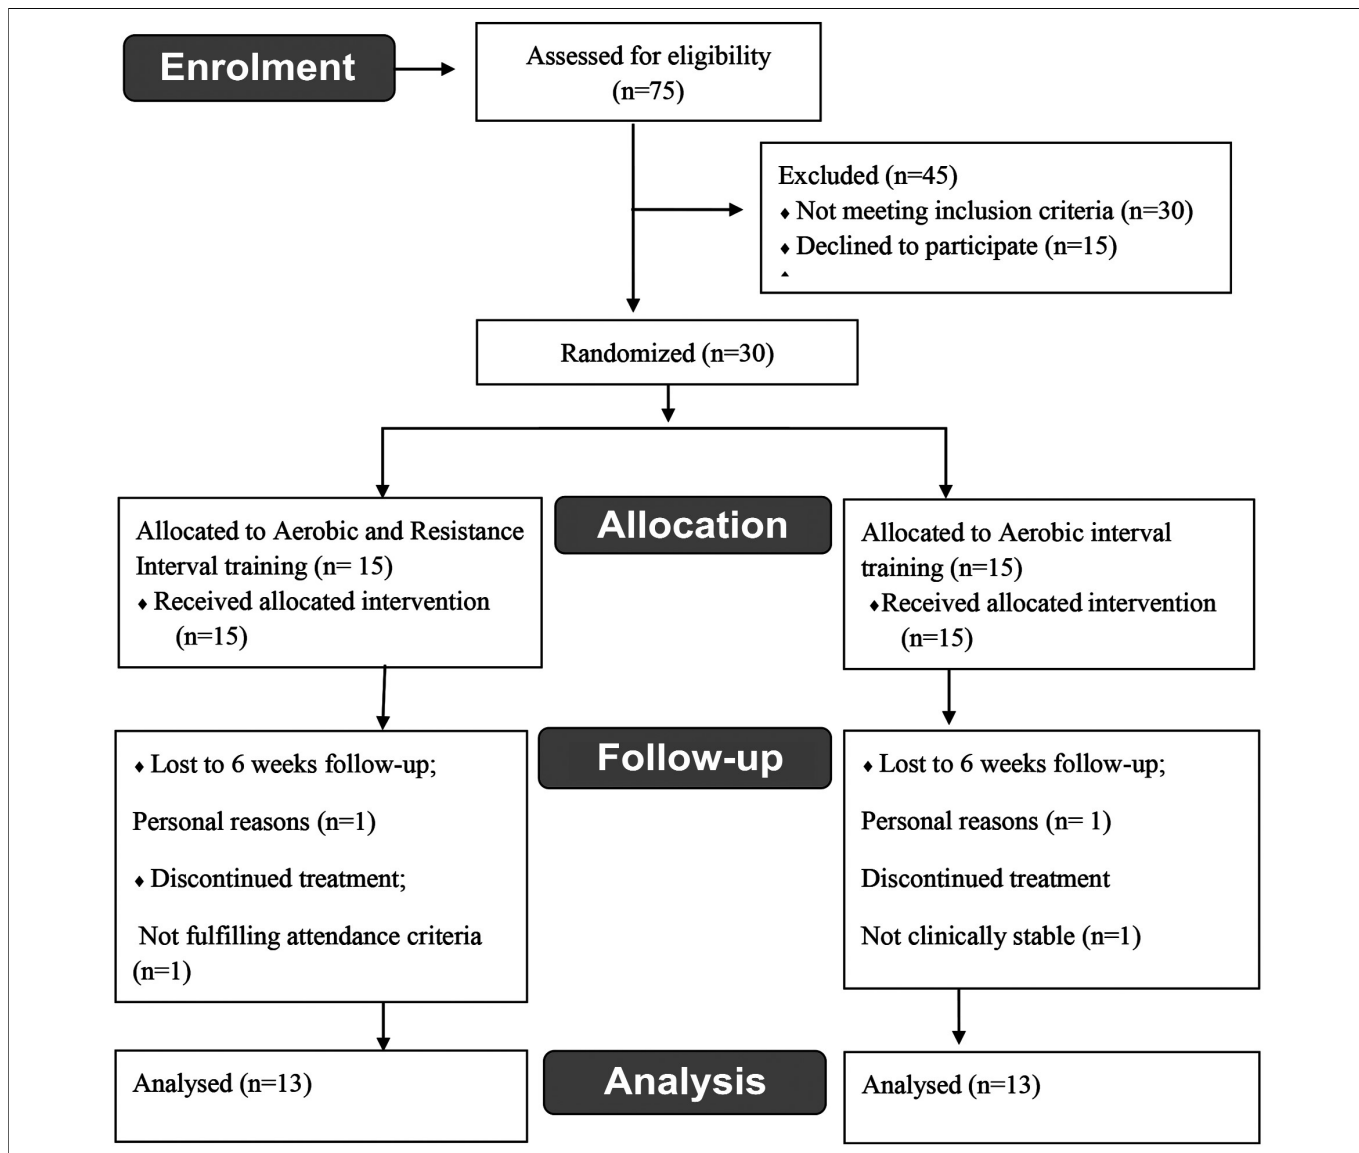 Enrolment
Assessed for eligibility
(n=75)
Excluded (n=45)
♦ Not meeting inclusion criteria (n=30)
♦ Declined to participate (n=15)
Randomized (n=30)
Allocated to Aerobic and Resistance
Interval training (n= 15)
♦ Received allocated intervention
(n=15)
Allocation
Allocated to Aerobic interval
training (n=15)
♦Received allocated intervention
(n=15)
♦ Lost to 6 weeks follow-up;
Personal reasons (n=1)
♦ Discontinued treatment;
Not fulfilling attendance criteria
(n=1)
Follow-up
♦ Lost to 6 weeks follow-up;
Personal reasons (n= 1)
Discontinued treatment
Not clinically stable (n=1)
Analysed (n=13)
Analysis
Analysed (n=13)